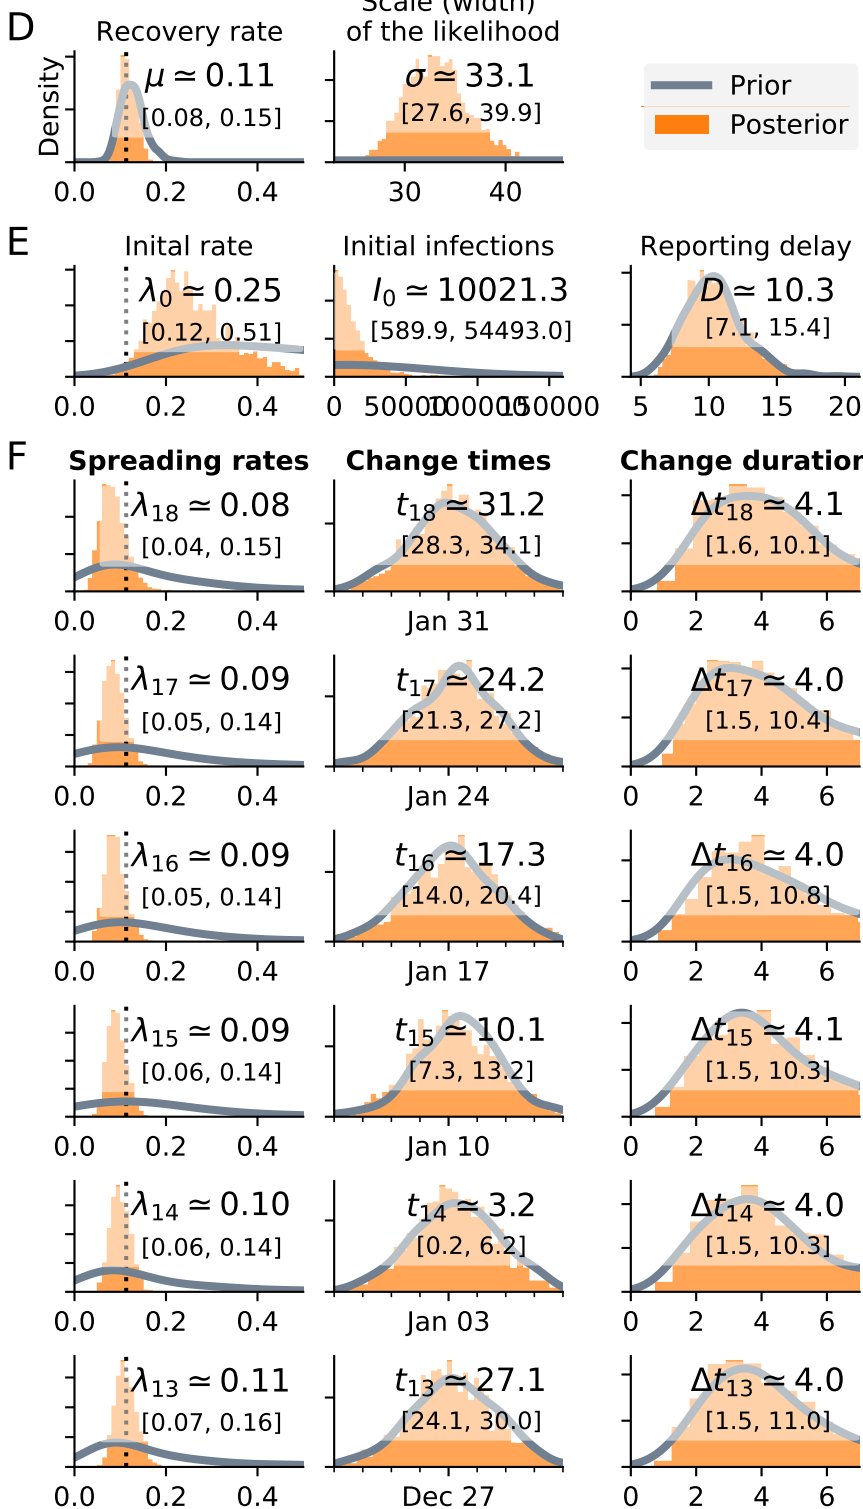 D
Scale (width)
Recovery rate of the likelihood
Density
μ ≃ 0.11
[0.08, 0.15]
σ ≃ 33.1
[27.6, 39.9]
Prior
Posterior
0.0 0.2 0.4
30 40
E
Inital rate Initial infections Reporting delay
λ0 ≃ 0.25
[0.12, 0.51]
I0 ≃ 10021.3
[589.9, 54493.0]
D ≃ 10.3
[7.1, 15.4]
0.0 0.2 0.4
0 50000 100000 150000
5 10 15 20
F
Spreading rates Change times Change duration
λ18 ≃ 0.08
[0.04, 0.15]
t18 ≃ 31.2
[28.3, 34.1]
Δt18 ≃ 4.1
[1.6, 10.1]
0.0 0.2 0.4
Jan 31
0 2 4 6
λ17 ≃ 0.09
[0.05, 0.14]
t17 ≃ 24.2
[21.3, 27.2]
Δt17 ≃ 4.0
[1.5, 10.4]
0.0 0.2 0.4
Jan 24
0 2 4 6
λ16 ≃ 0.09
[0.05, 0.14]
t16 ≃ 17.3
[14.0, 20.4]
Δt16 ≃ 4.0
[1.5, 10.8]
0.0 0.2 0.4
Jan 17
0 2 4 6
λ15 ≃ 0.09
[0.06, 0.14]
t15 ≃ 10.1
[7.3, 13.2]
Δt15 ≃ 4.1
[1.5, 10.3]
0.0 0.2 0.4
Jan 10
0 2 4 6
λ14 ≃ 0.10
[0.06, 0.14]
t14 ≃ 3.2
[0.2, 6.2]
Δt14 ≃ 4.0
[1.5, 10.3]
0.0 0.2 0.4
Jan 03
0 2 4 6
λ13 ≃ 0.11
[0.07, 0.16]
t13 ≃ 27.1
[24.1, 30.0]
Δt13 ≃ 4.0
[1.5, 11.0]
0.0 0.2 0.4
Dec 27
0 2 4 6